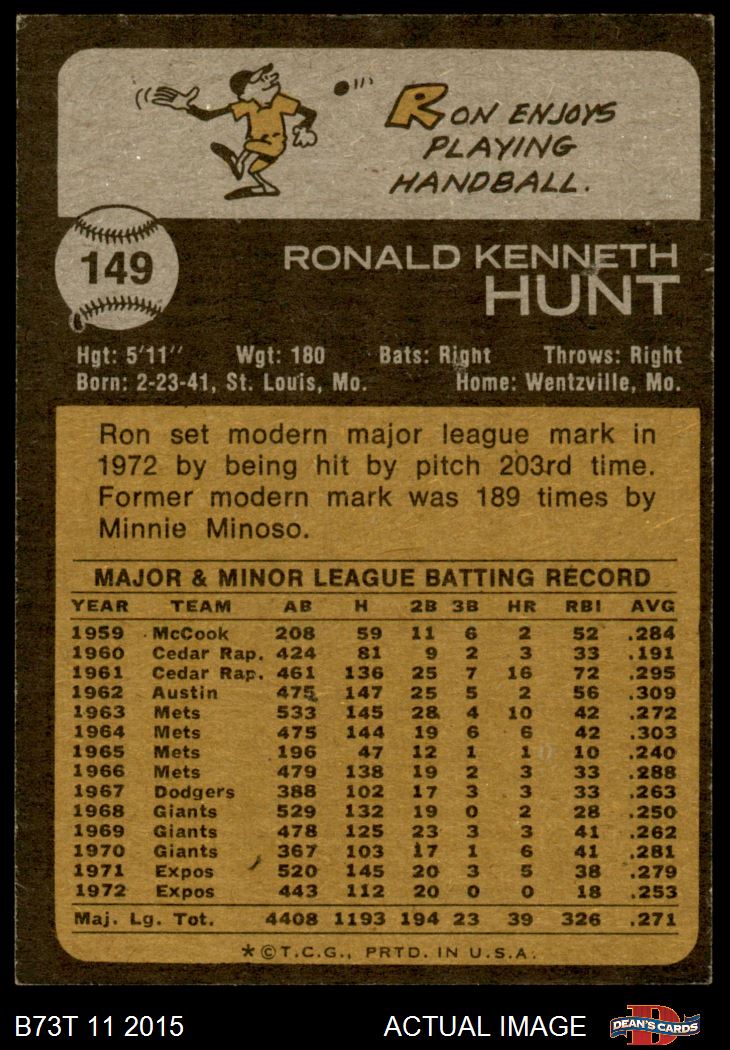 RON ENJOYS
PLAYING
HANDBALL.
149
RONALD KENNETH
HUNT
Hgt: 5'11" Wgt: 180 Bats: Right Throws: Right
Born: 2-23-41, St. Louis, Mo. Home: Wentzville, Mo.
Ron set modern major league mark in
1972 by being hit by pitch 203rd time.
Former modern mark was 189 times by
Minnie Minoso.
MAJOR & MINOR LEAGUE BATTING RECORD
YEAR TEAM AB H 2B 3B HR RBI AVG
1959 McCook 208 59 11 6 2 52 .284
1960 Cedar Rap. 424 81 9 2 3 33 .191
1961 Cedar Rap. 461 136 25 7 16 72 .295
1962 Austin 475 147 25 5 2 56 .309
1963 Mets 533 145 28 4 10 42 .272
1964 Mets 475 144 19 6 6 42 .303
1965 Mets 196 47 12 1 1 10 .240
1966 Mets 479 138 19 2 3 33 .288
1967 Dodgers 388 102 17 3 3 33 .263
1968 Giants 529 132 19 0 2 28 .250
1969 Giants 478 125 23 3 3 41 .262
1970 Giants 367 103 17 1 6 41 .281
1971 Expos 520 145 20 3 5 38 .279
1972 Expos 443 112 20 0 0 18 .253
Maj. Lg. Tot. 4408 1193 194 23 39 326 .271
*©T.C.G., PRTD. IN U.S.A.
B73T 11 2015 ACTUAL IMAGE D DEAN'S CARDS